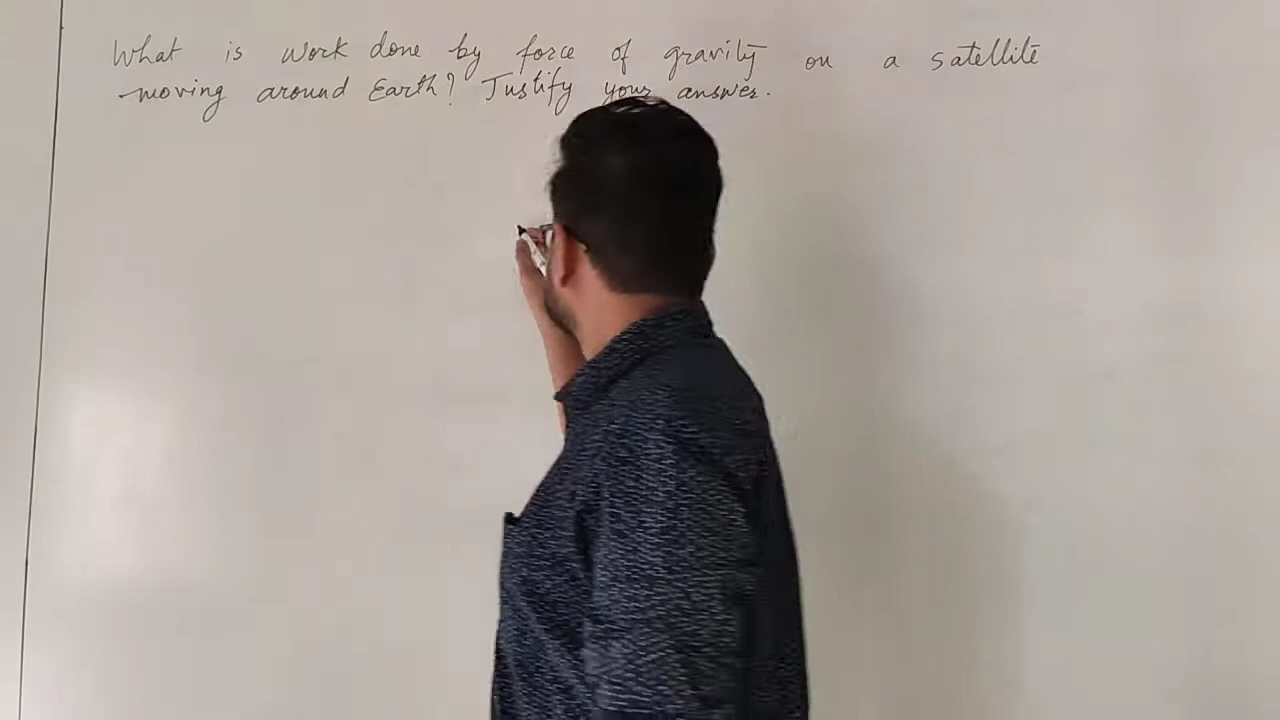 What is work done by force of gravity on a satellite
moving around Earth? Justify your answer.